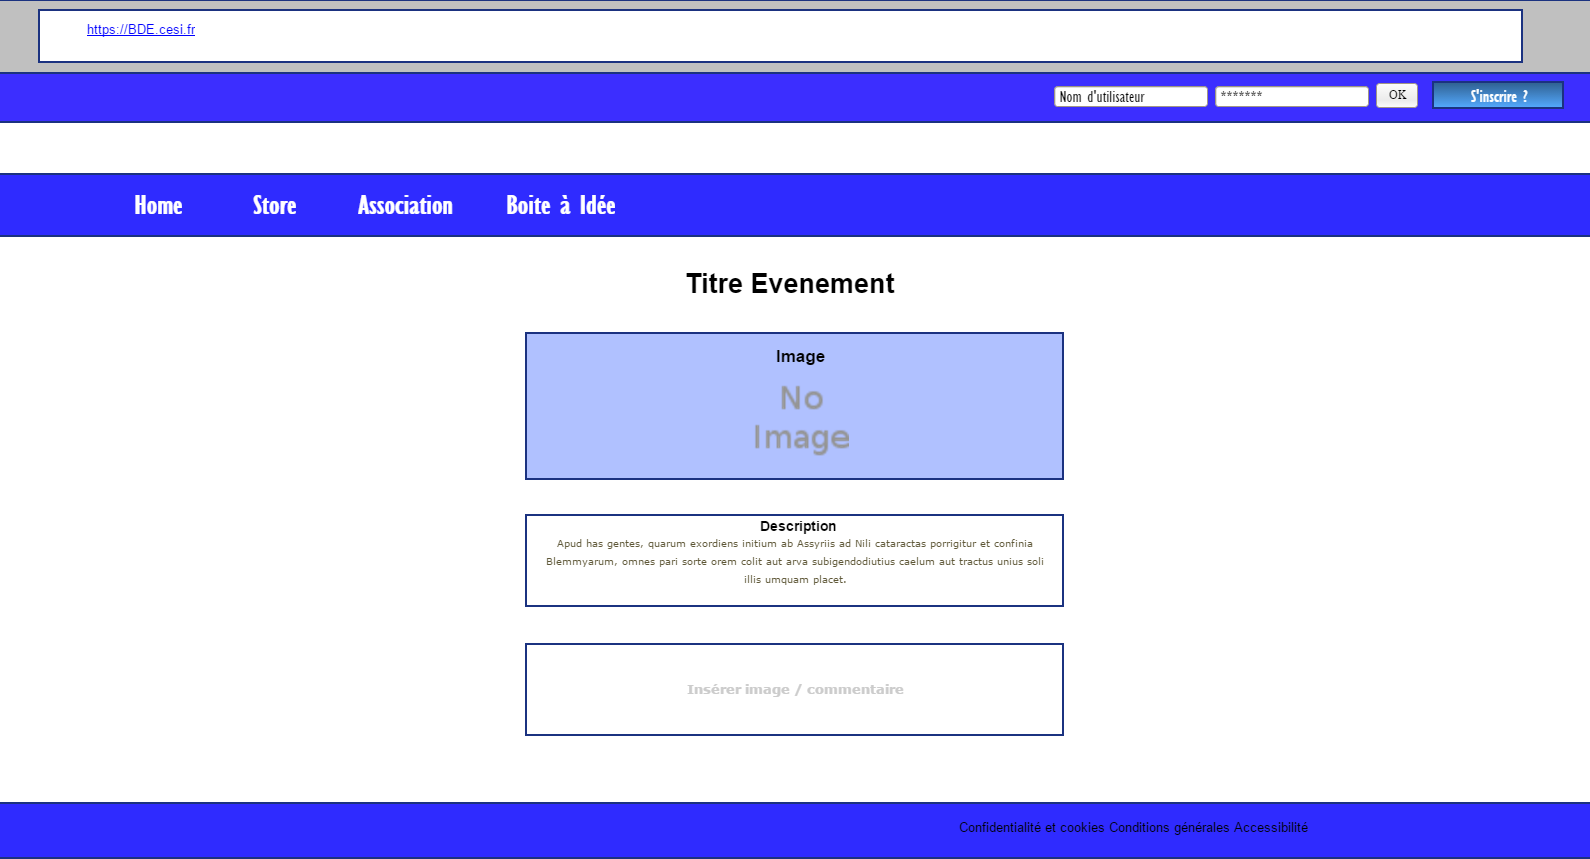 https://BDE.cesi.fr
Nom d'utilisateur ******* OK S'inscrire ?
Home Store Association Boite à Idée
Titre Evenement
Image
No
Image
Description
Apud has gentes, quarum exordiens initium ab Assyriis ad Nili cataractas porrigitur et confinia
Blemmyarum, omnes pari sorte orem colit aut arva subigendodiutius caelum aut tractus unius soli
illis umquam placet.
Insérer image / commentaire
Confidentialité et cookies Conditions générales Accessibilité